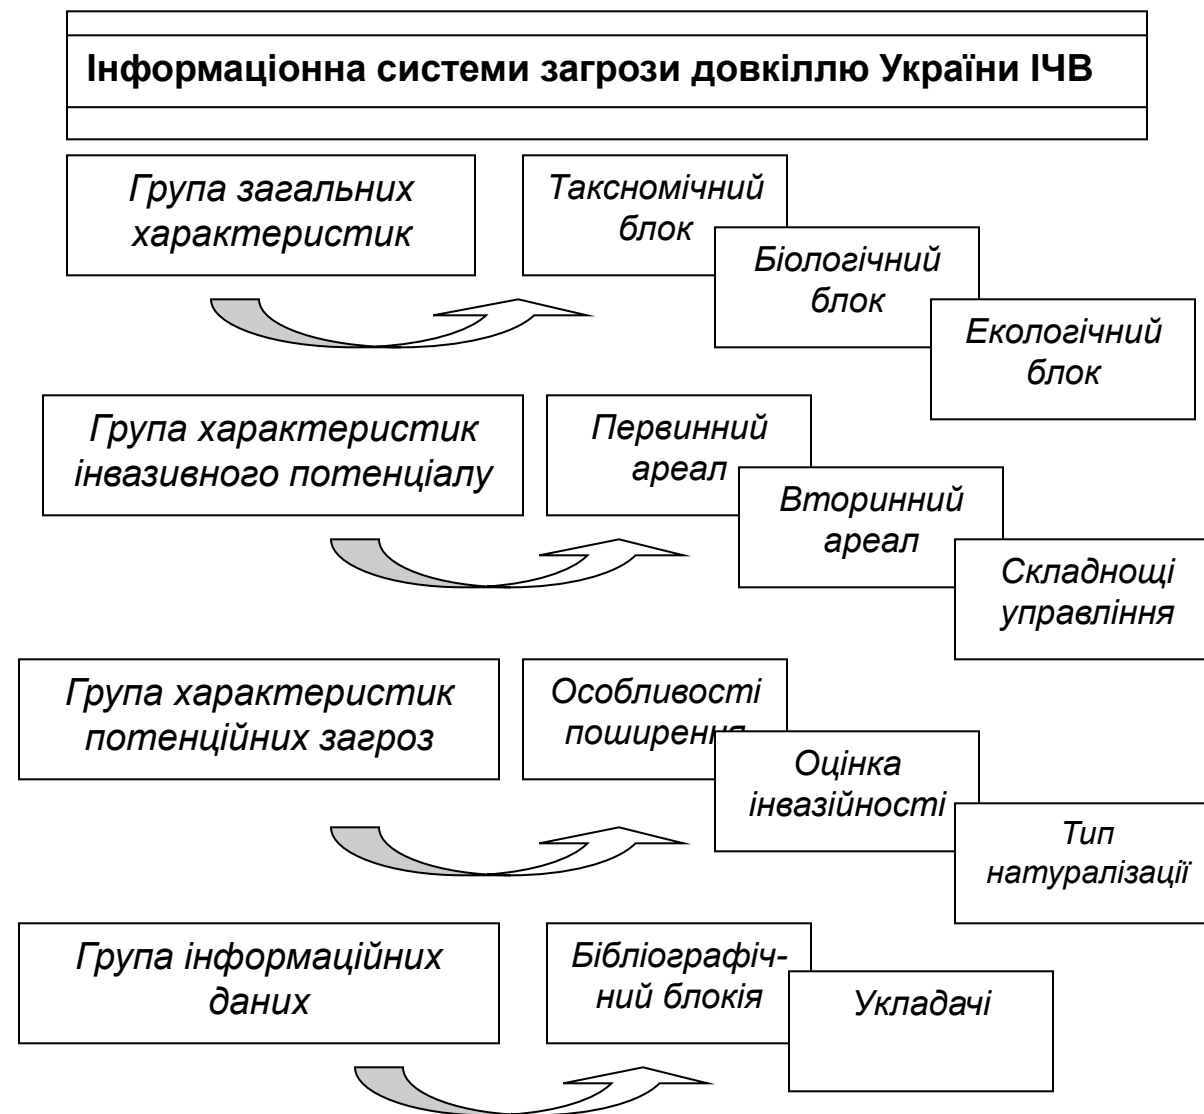 Інформаціонна системи загрози довкіллю України ІЧВ
Група загальних
характеристик
Таксномічний
блок
Біологічний
блок
Екологічний
блок
Група характеристик
інвазивного потенціалу
Первинний
ареал
Вторинний
ареал
Складнощі
управління
Група характеристик
потенційних загроз
Особливості
поширення
Оцінка
інвазійності
Тип
натуралізації
Група інформаційних
даних
Бібліографіч-
ний блокія
Укладачі